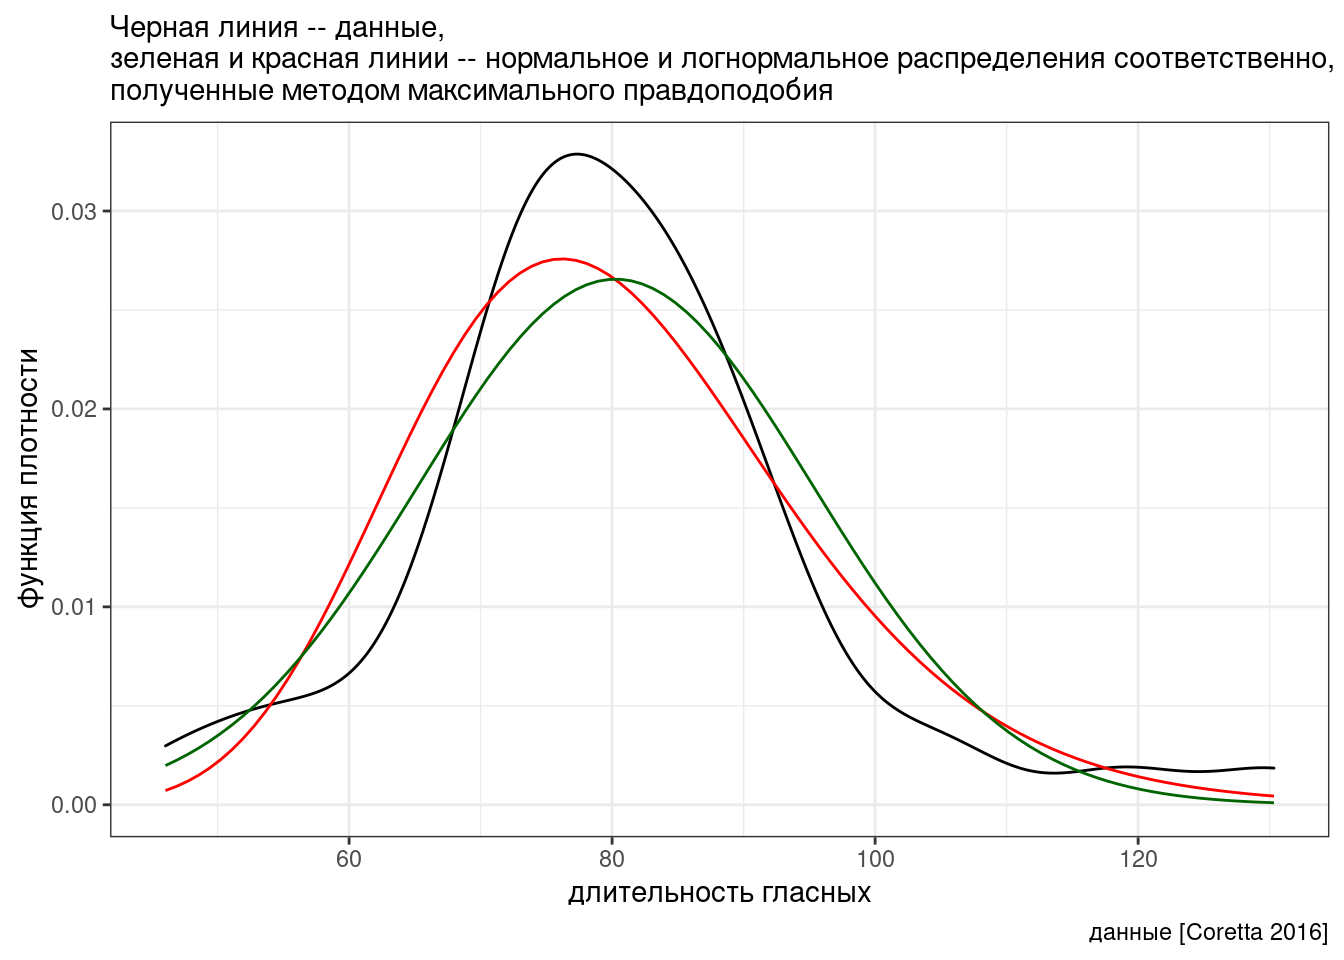 Черная линия -- данные,
зеленая и красная линии -- нормальное и логнормальное распределения соответственно,
полученные методом максимального правдоподобия
функция плотности
0.03
0.02
0.01
0.00
60 80 100 120
длительность гласных
данные [Coretta 2016]